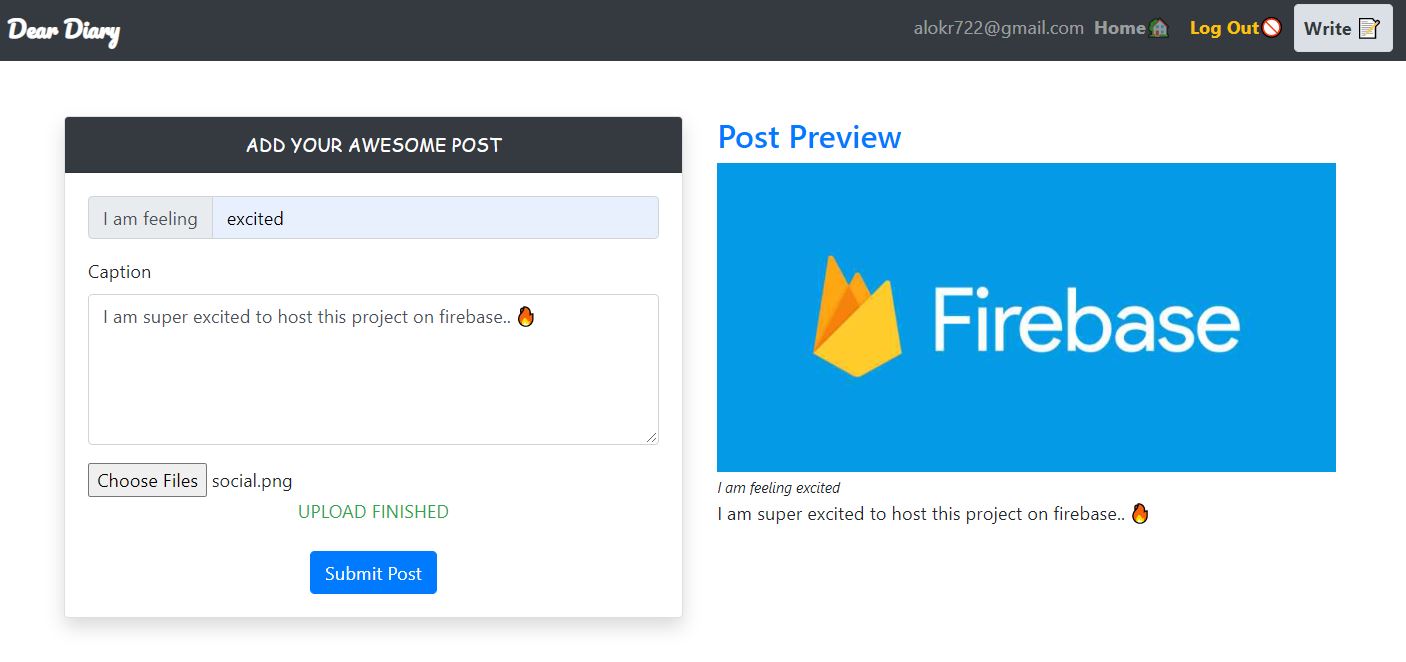 Dear Diary
alokr722@gmail.com Home🏠 Log Out🚫 Write 📝
ADD YOUR AWESOME POST
I am feeling excited
Caption
I am super excited to host this project on firebase.. 🔥
Choose Files social.png
UPLOAD FINISHED
Submit Post
Post Preview
Firebase
I am feeling excited
I am super excited to host this project on firebase.. 🔥